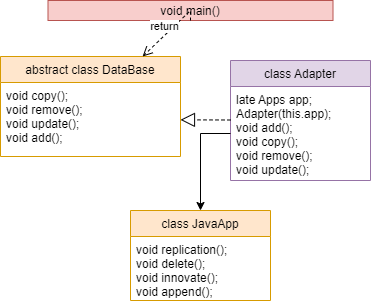 void main()
return
abstract class DataBase
void copy();
void remove();
void update();
void add();
class Adapter
late Apps app;
Adapter(this.app);
void add();
void copy();
void remove();
void update();
class JavaApp
void replication();
void delete();
void innovate();
void append();